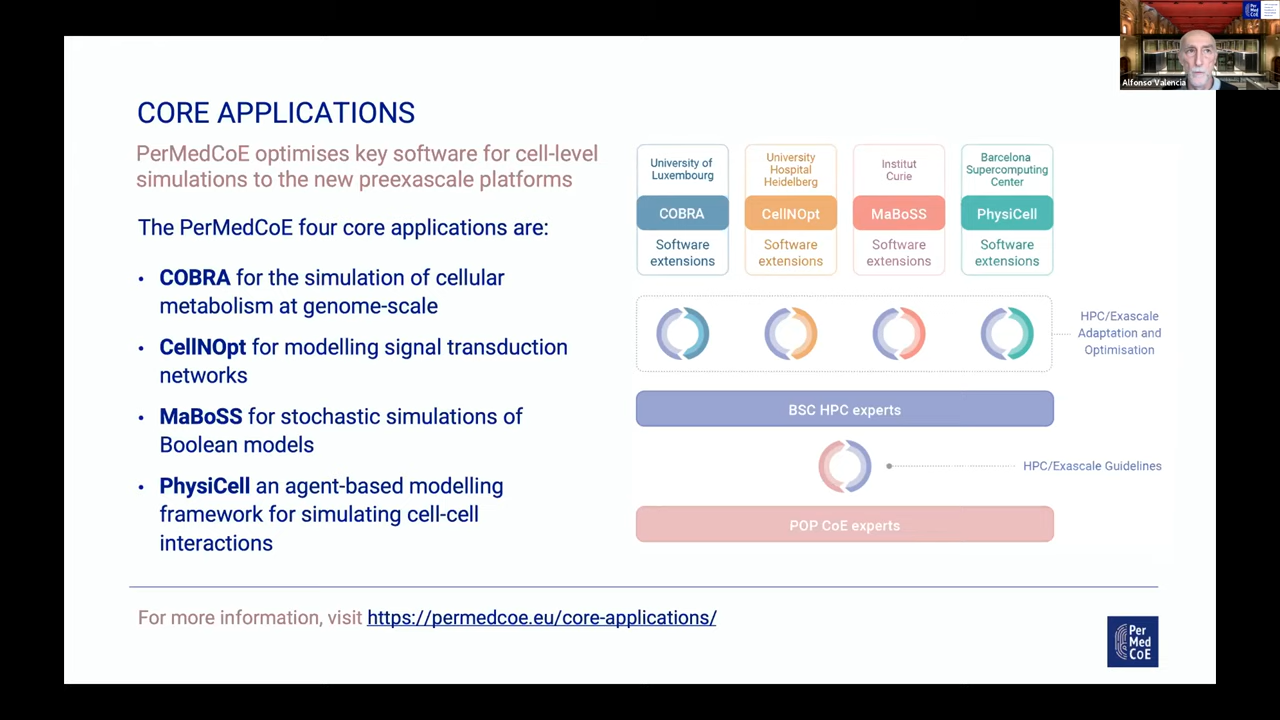 Per
Med
CoE
Alfonso Valencia
CORE APPLICATIONS
PerMedCoE optimises key software for cell-level
simulations to the new preexascale platforms
The PerMedCoE four core applications are:
• COBRA for the simulation of cellular
metabolism at genome-scale
• CellNOpt for modelling signal transduction
networks
• MaBoSS for stochastic simulations of
Boolean models
• PhysiCell an agent-based modelling
framework for simulating cell-cell
interactions
University of
Luxembourg
COBRA
Software
extensions
University
Hospital
Heidelberg
CellNOpt
Software
extensions
Institut
Curie
MaBoSS
Software
extensions
Barcelona
Supercomputing
Center
PhysiCell
Software
extensions
HPC/Exascale
Adaptation and
Optimisation
BSC HPC experts
HPC/Exascale Guidelines
POP CoE experts
For more information, visit https://permedcoe.eu/core-applications/
Per
Med
CoE